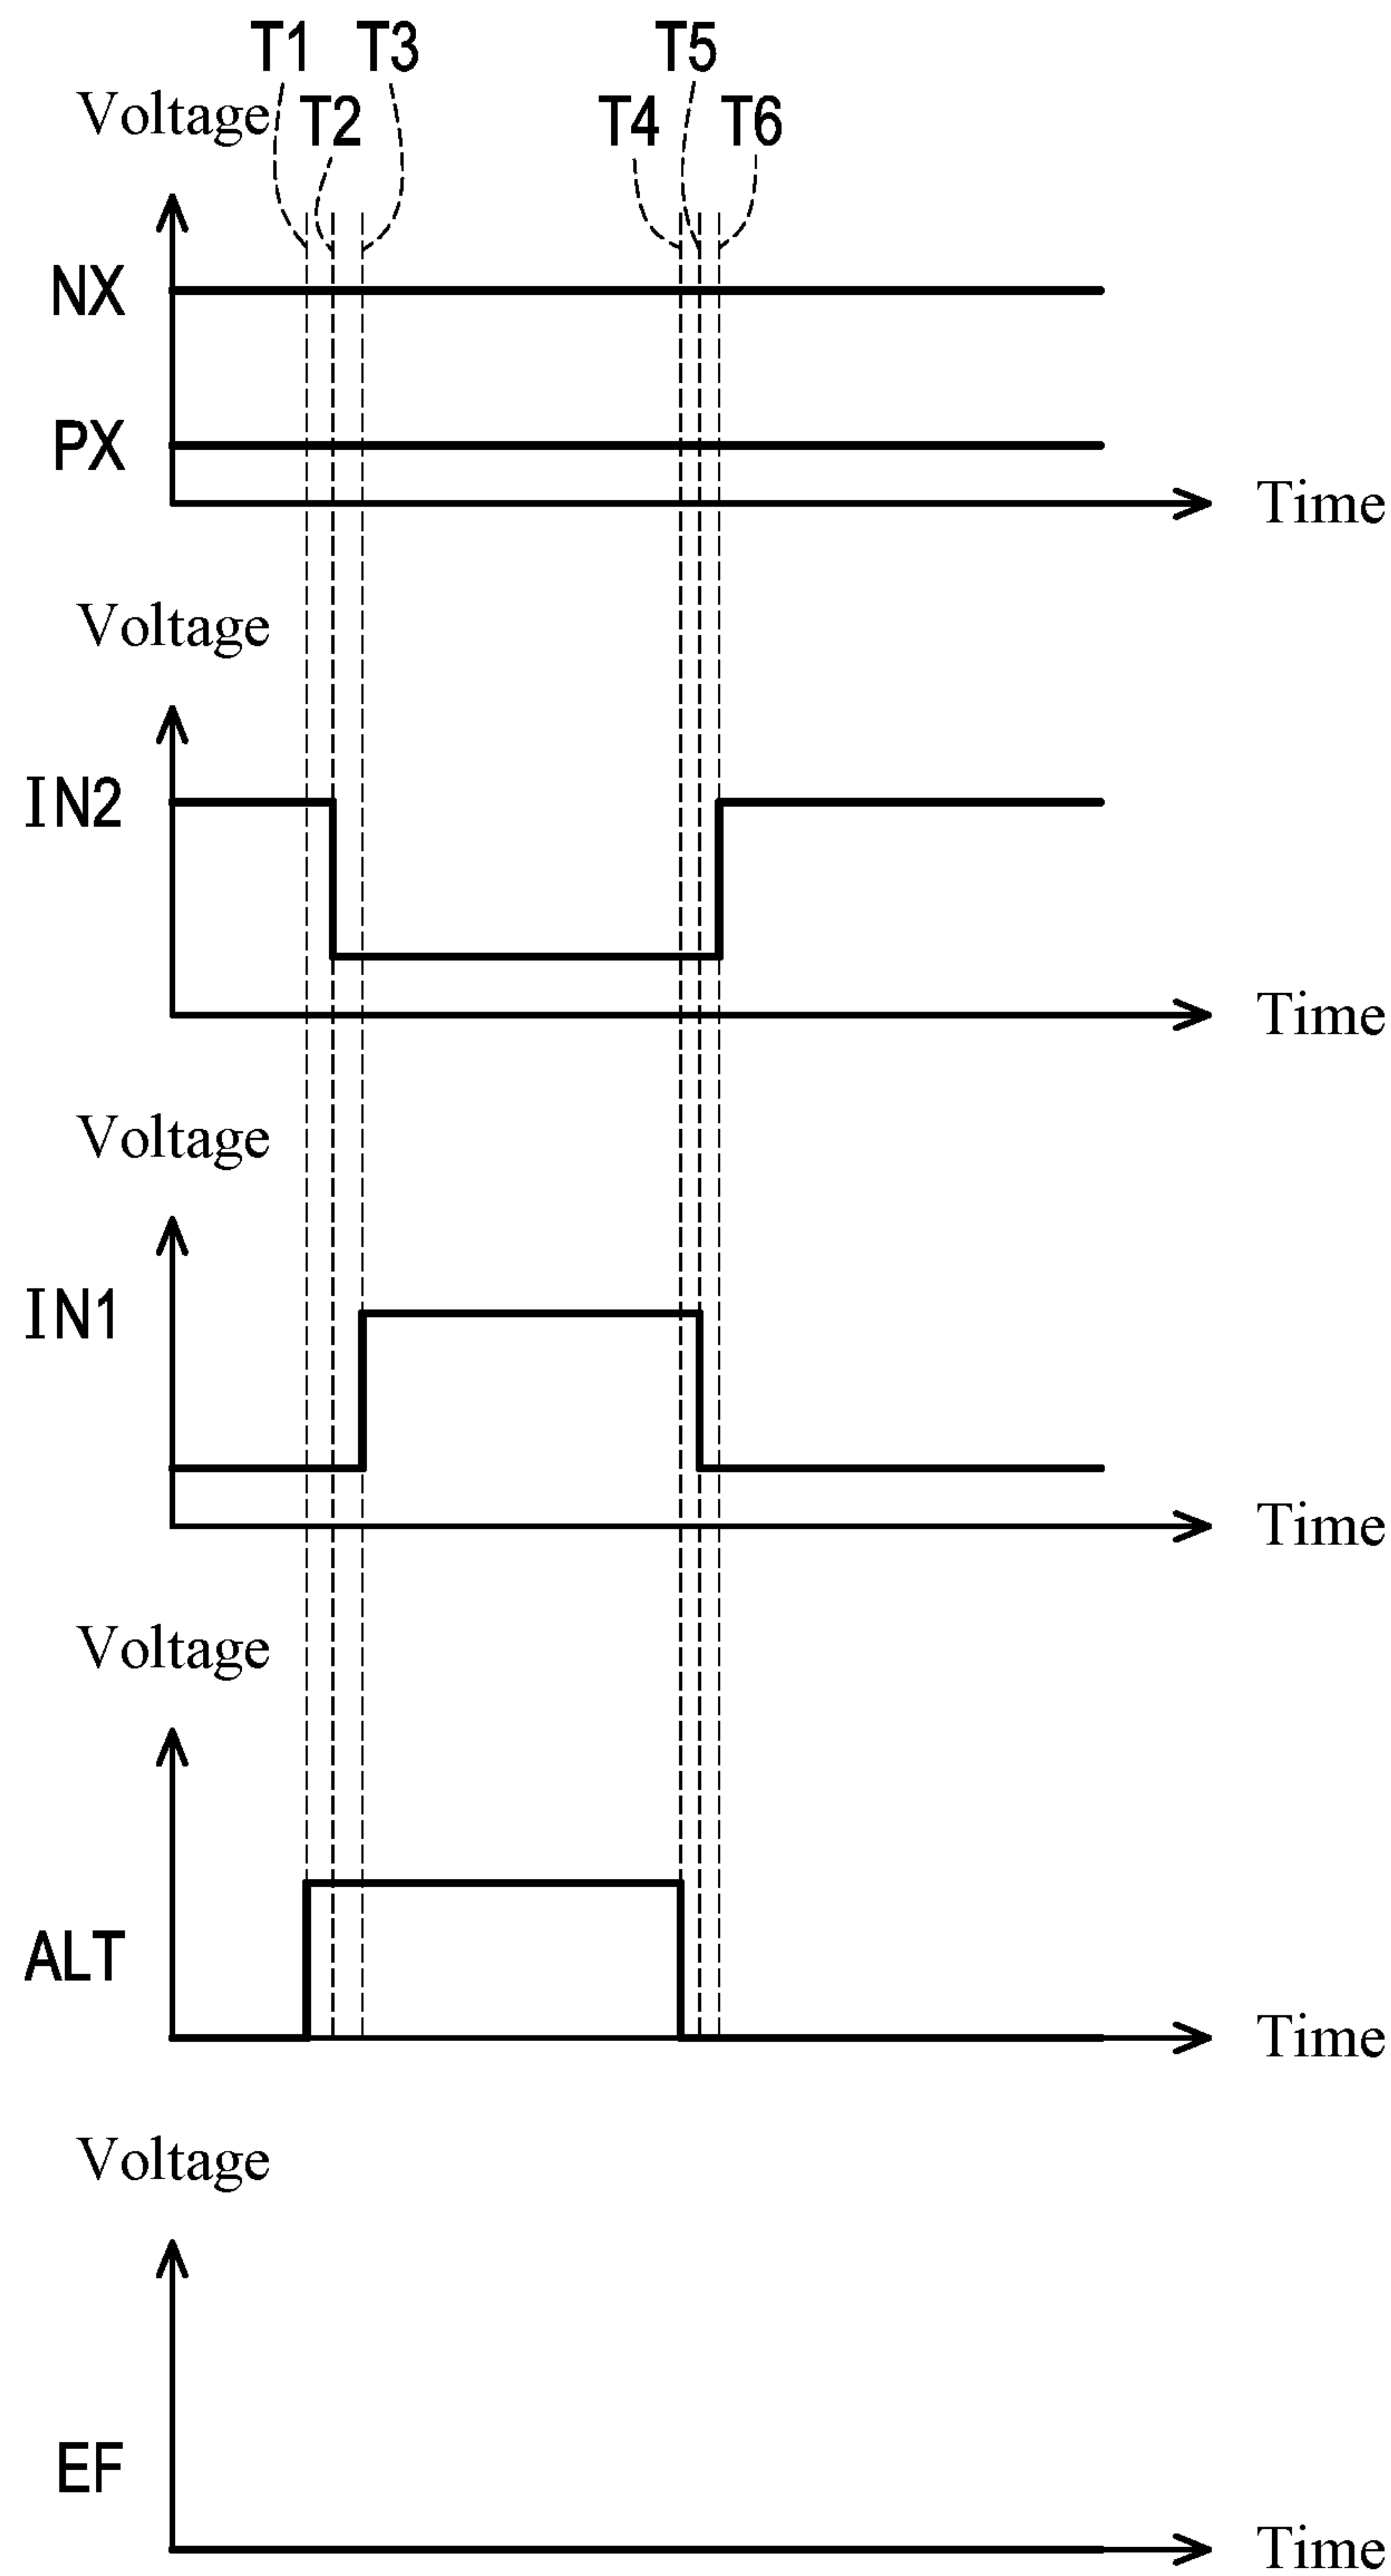 T1 T3 T5
Voltage T2 T4 T6
NX
PX
Time
Voltage
IN2
Time
Voltage
IN1
Time
Voltage
ALT
Time
Voltage
EF
Time